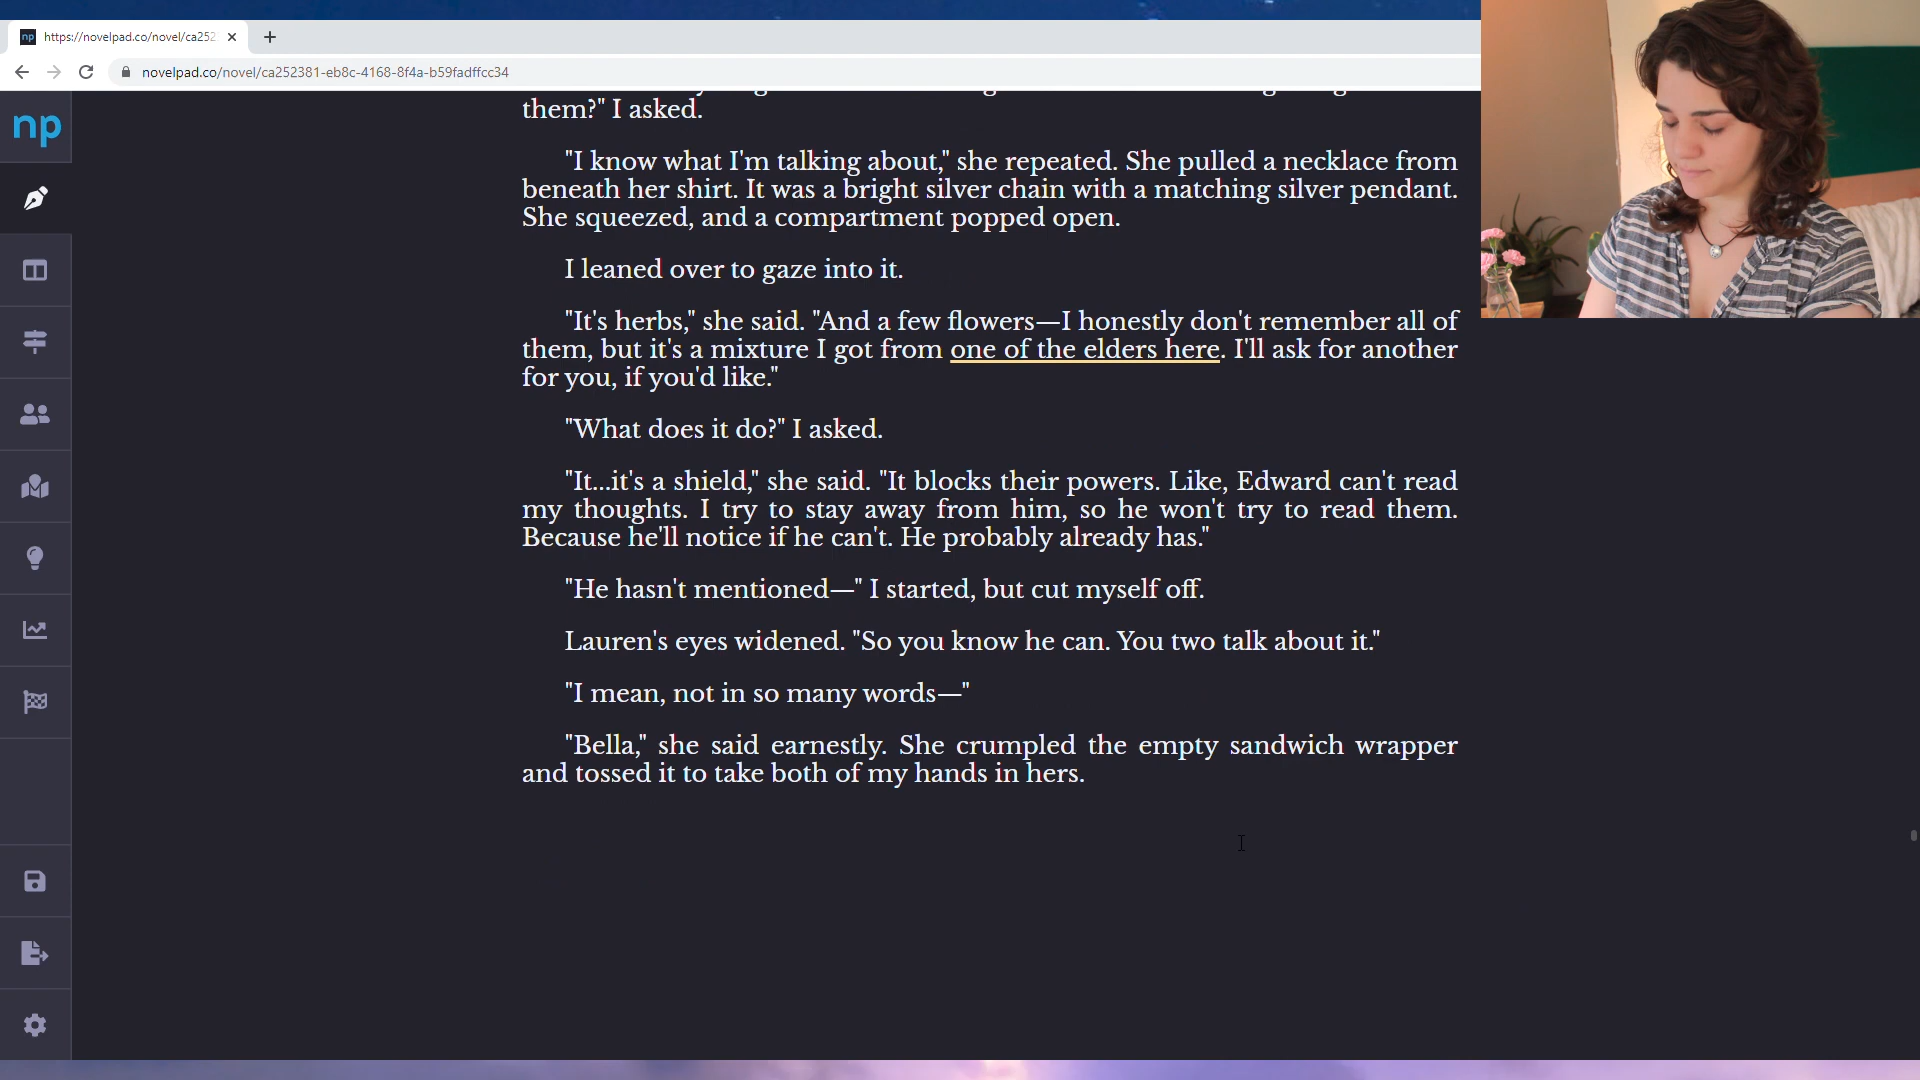 np https://novelpad.co/novel/ca252
novelpad.co/novel/ca252381-eb8c-4168-8f4a-b59fadffcc34
np
them?" I asked.
"I know what I'm talking about," she repeated. She pulled a necklace from
beneath her shirt. It was a bright silver chain with a matching silver pendant.
She squeezed, and a compartment popped open.
I leaned over to gaze into it.
"It's herbs," she said. "And a few flowers—I honestly don't remember all of
them, but it's a mixture I got from one of the elders here. I'll ask for another
for you, if you'd like."
"What does it do?" I asked.
"It...it's a shield," she said. "It blocks their powers. Like, Edward can't read
my thoughts. I try to stay away from him, so he won't try to read them.
Because he'll notice if he can't. He probably already has."
"He hasn't mentioned—" I started, but cut myself off.
Lauren's eyes widened. "So you know he can. You two talk about it."
"I mean, not in so many words—"
"Bella," she said earnestly. She crumpled the empty sandwich wrapper
and tossed it to take both of my hands in hers.